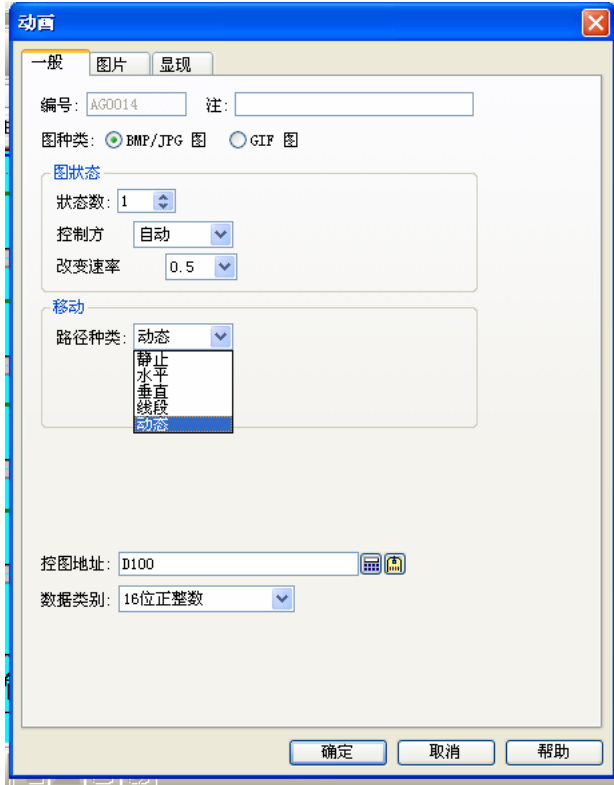 动画
一般 图片 显现
编号: AG0014 注:
图种类: BMP/JPG 图 GIF 图
图狀态
狀态数: 1
控制方 自动
改变速率 0.5
移动
路径种类: 动态
静止
水平
垂直
线段
动态
控图地址: D100
数据类别: 16位正整数
确定 取消 帮助